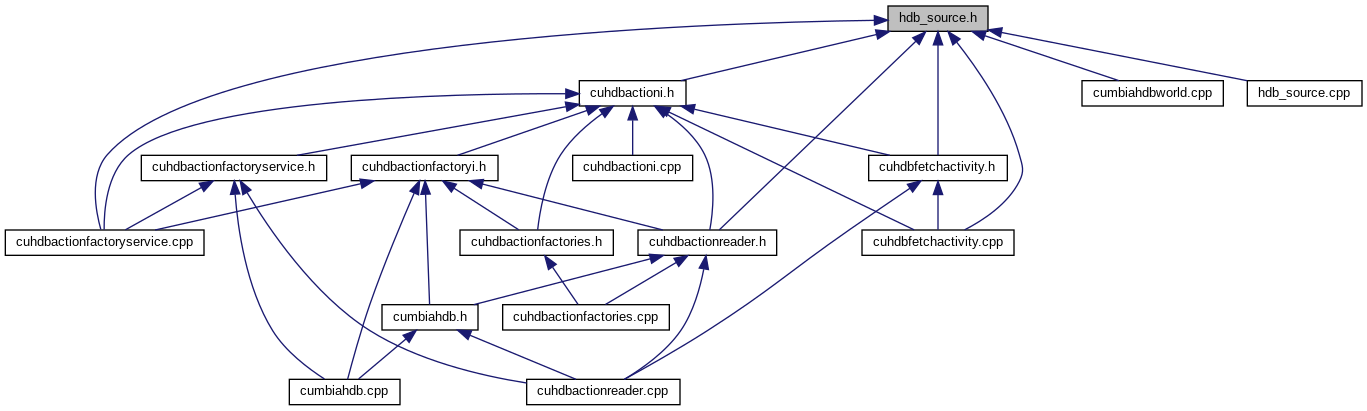 hdb_source.h
cuhdbactioni.h
cumbiahdbworld.cpp
hdb_source.cpp
cuhdbactionfactoryservice.h
cuhdbactionfactoryi.h
cuhdbactioni.cpp
cuhdbfetchactivity.h
cuhdbactionfactoryservice.cpp
cuhdbactionfactories.h
cuhdbactionreader.h
cuhdbfetchactivity.cpp
cumbiahdb.h
cuhdbactionfactories.cpp
cumbiahdb.cpp
cuhdbactionreader.cpp